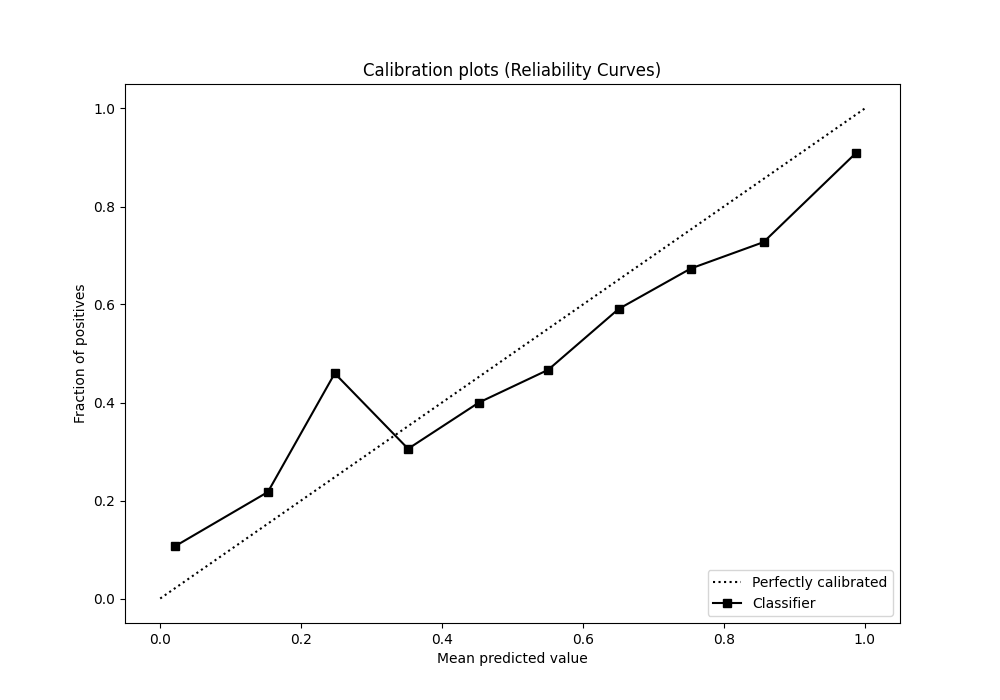 Calibration plots (Reliability Curves)
1.0
0.8
0.6
0.4
0.2
0.0
Fraction of positives
Perfectly calibrated
Classifier
0.0 0.2 0.4 0.6 0.8 1.0
Mean predicted value